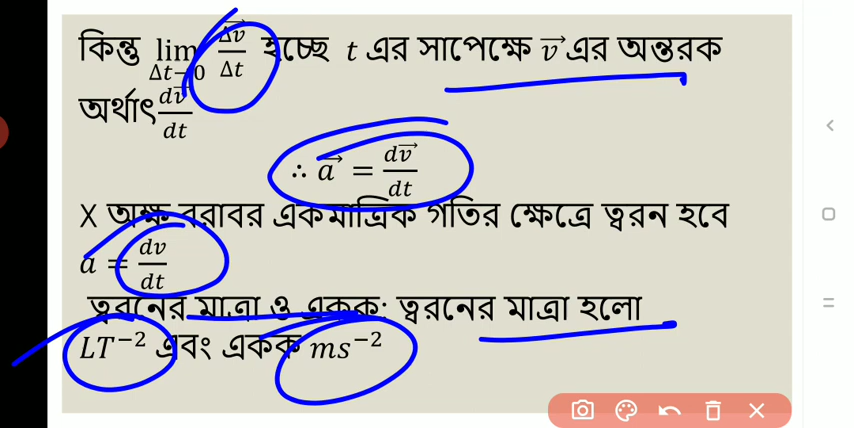 কিন্তু lim Δt→0 Δv⃗/Δt হচ্ছে t এর সাপেক্ষে v⃗ এর অন্তরক
অর্থাৎ dv⃗/dt
∴ a⃗ = dv⃗/dt
X অক্ষ বরাবর একমাত্রিক গতির ক্ষেত্রে ত্বরন হবে
a = dv/dt
ত্বরনের মাত্রা ও একক: ত্বরনের মাত্রা হলো
LT⁻² এবং একক ms⁻²